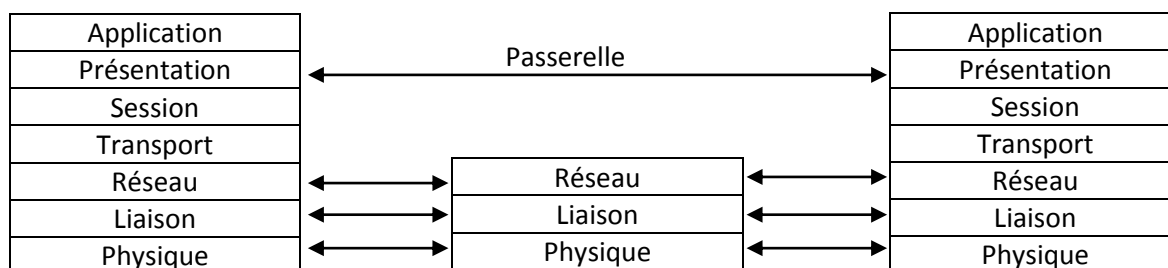 Application
Présentation
Session
Transport
Réseau
Liaison
Physique
Passerelle
Réseau
Liaison
Physique
Application
Présentation
Session
Transport
Réseau
Liaison
Physique